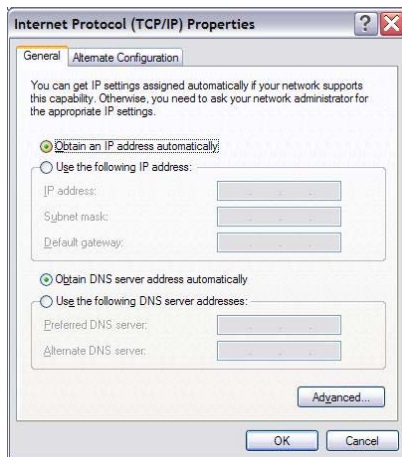 Internet Protocol (TCP/IP) Properties
General Alternate Configuration
You can get IP settings assigned automatically if your network supports
this capability. Otherwise, you need to ask your network administrator for
the appropriate IP settings.
Obtain an IP address automatically
Use the following IP address:
IP address:
Subnet mask:
Default gateway:
Obtain DNS server address automatically
Use the following DNS server addresses:
Preferred DNS server:
Alternate DNS server:
Advanced...
OK Cancel